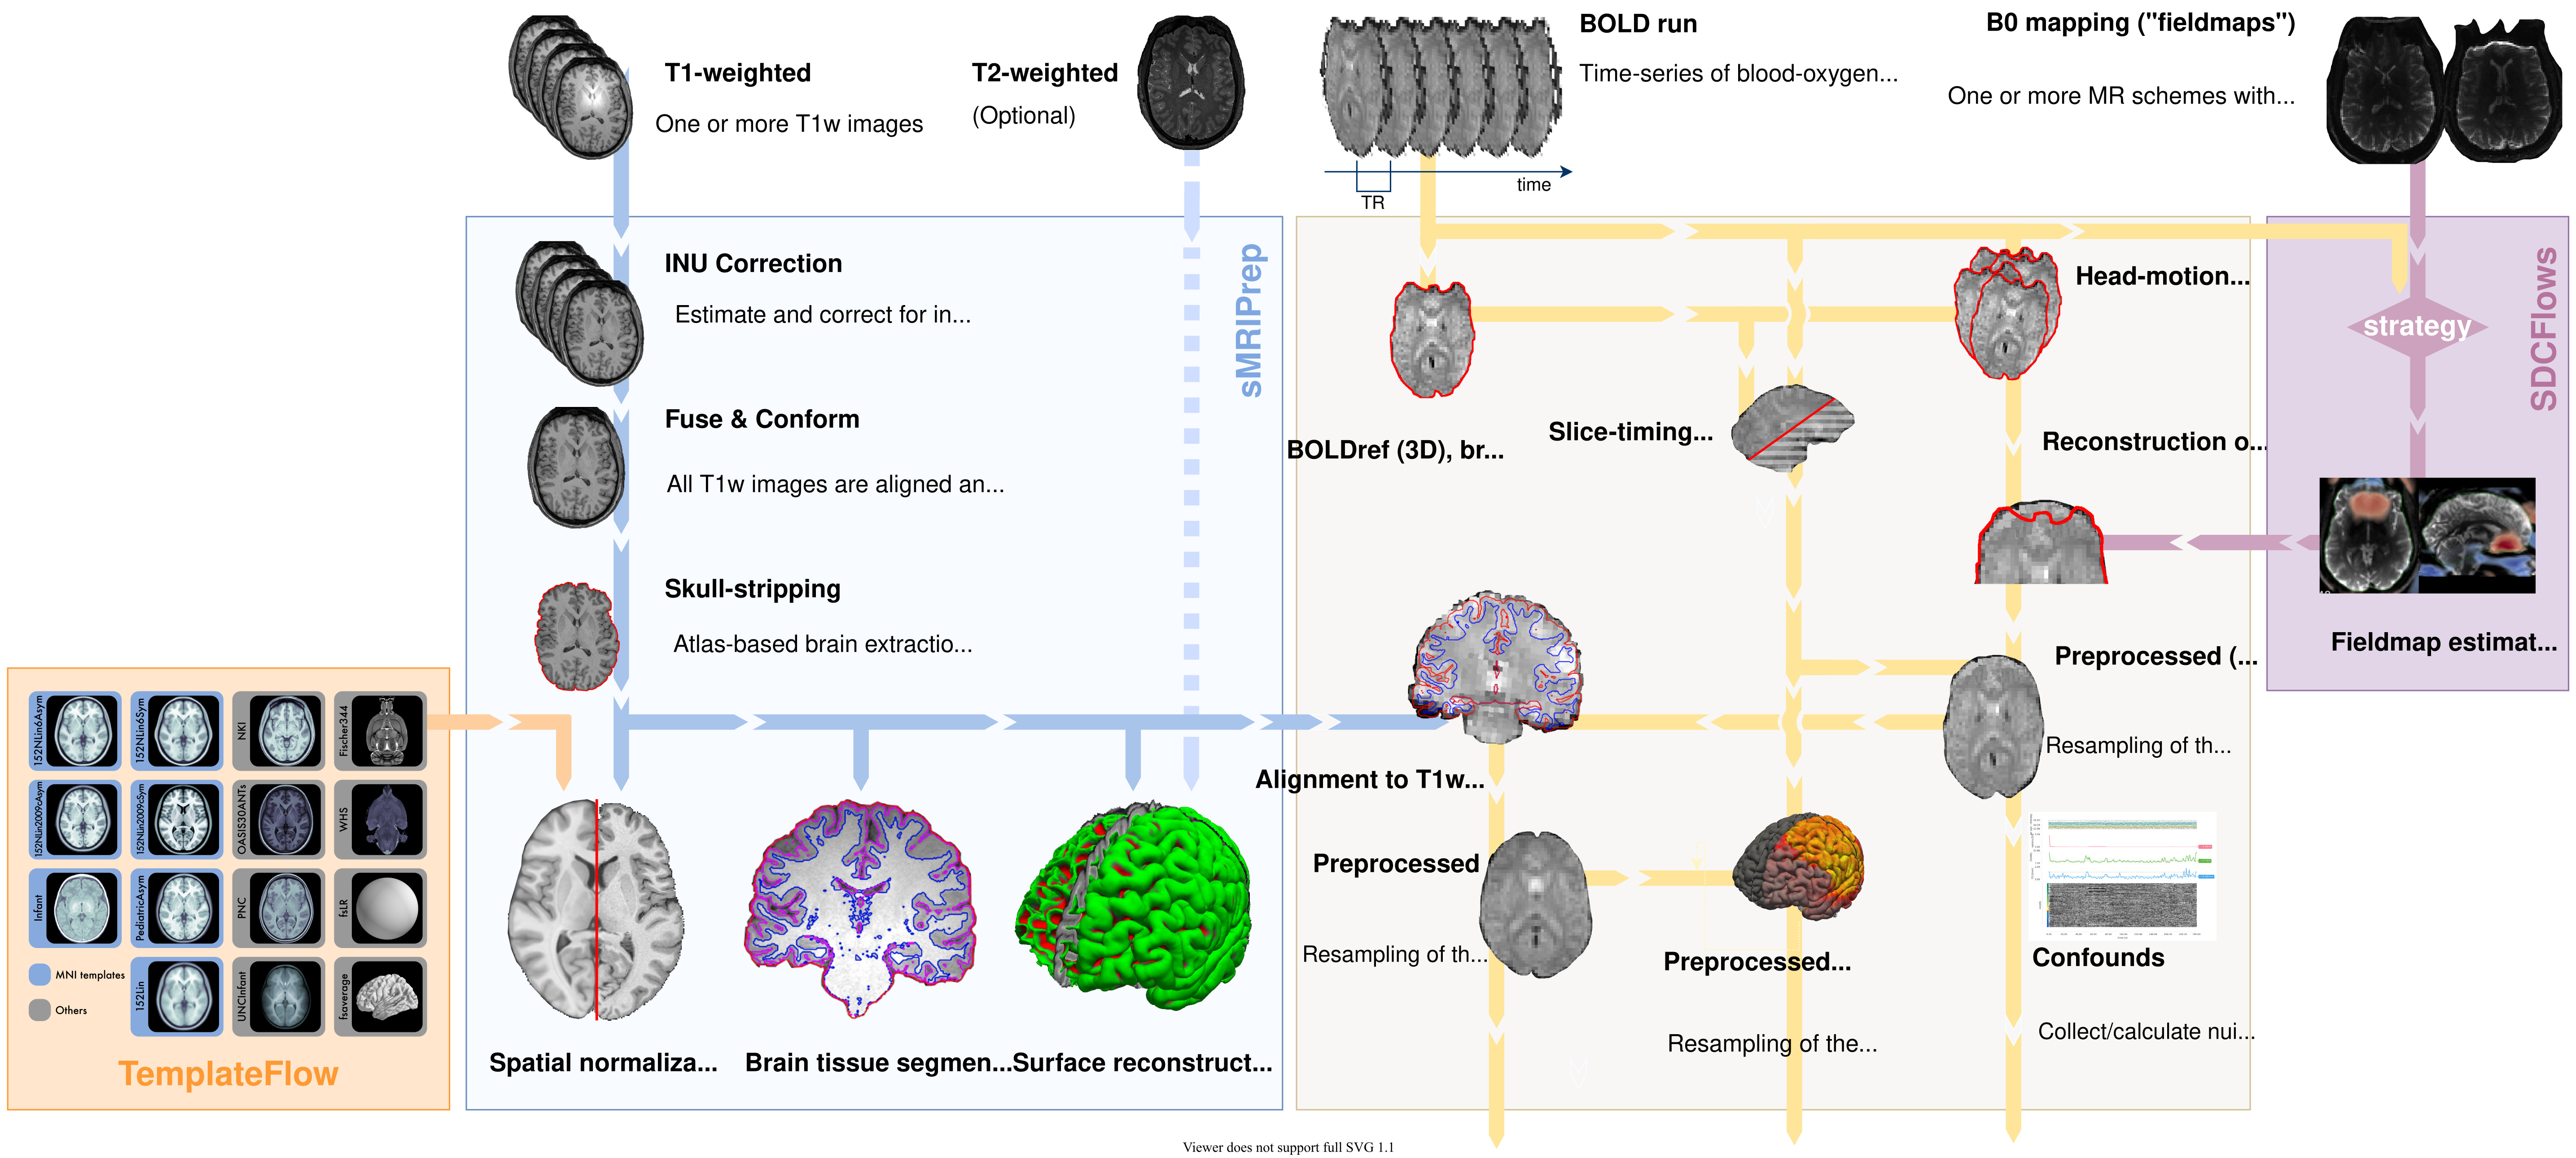 T1-weighted
One or more T1w images
T2-weighted
(Optional)
BOLD run
Time-series of blood-oxygen...
time
TR
B0 mapping ("fieldmaps")
One or more MR schemes with...
sMRIPrep
INU Correction
Estimate and correct for in...
Fuse & Conform
All T1w images are aligned an...
Skull-stripping
Atlas-based brain extractio...
Head-motion...
strategy
SDCFlows
BOLDref (3D), br...
Slice-timing...
Reconstruction o...
Fieldmap estimat...
Preprocessed (...
Resampling of th...
Alignment to T1w...
Preprocessed
Resampling of th...
Preprocessed...
Resampling of the...
Confounds
Collect/calculate nui...
152NLin6Asym
152NLin6Sym
NKI
Fischer344
152NLin2009cAsym
152NLin2009cSym
OASIS30ANTs
WHS
Infant
PediatricAsym
PNC
fsLR
MNI templates
Others
152Lin
UNCInfant
fsaverage
TemplateFlow
Spatial normaliza...
Brain tissue segmen...
Surface reconstruct...
Viewer does not support full SVG 1.1